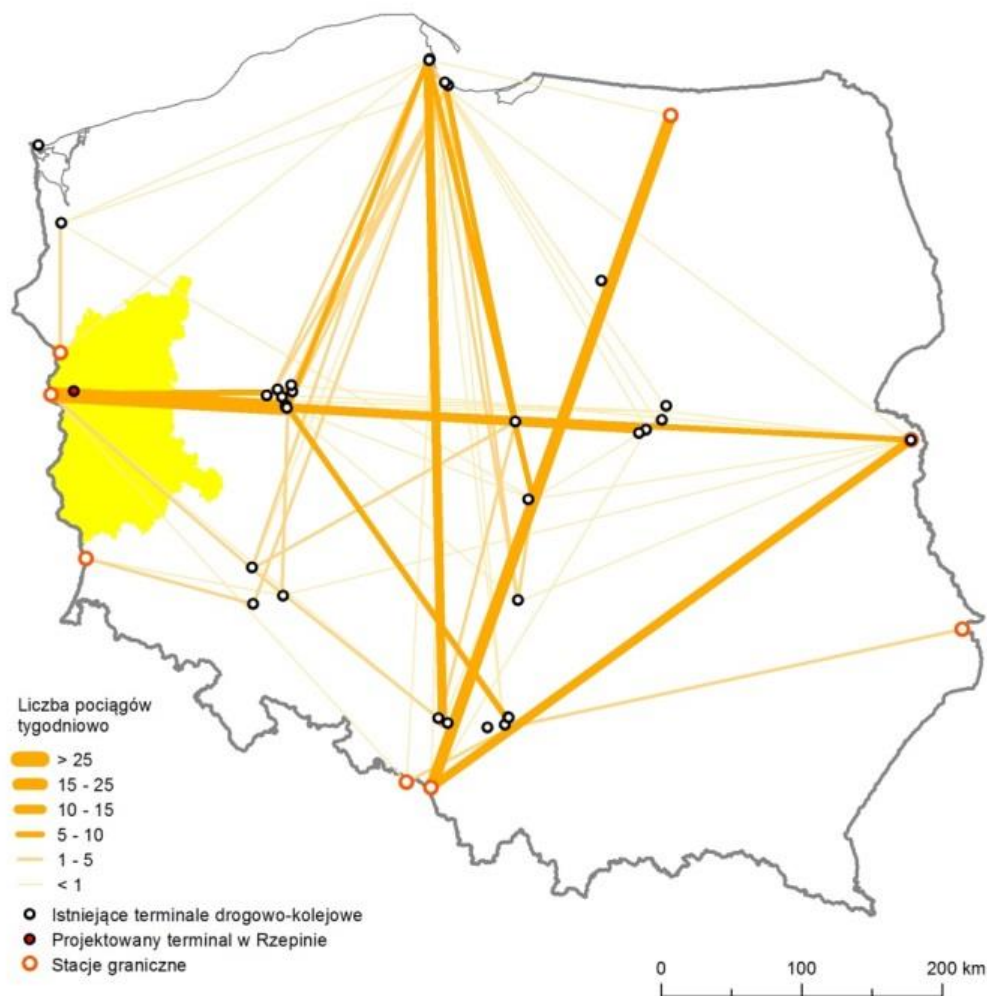 Liczba pociągów
tygodniowo
> 25
15 - 25
10 - 15
5 - 10
1 - 5
< 1
Istniejące terminale drogowo-kolejowe
Projektowany terminal w Rzepinie
Stacje graniczne
0 100 200 km